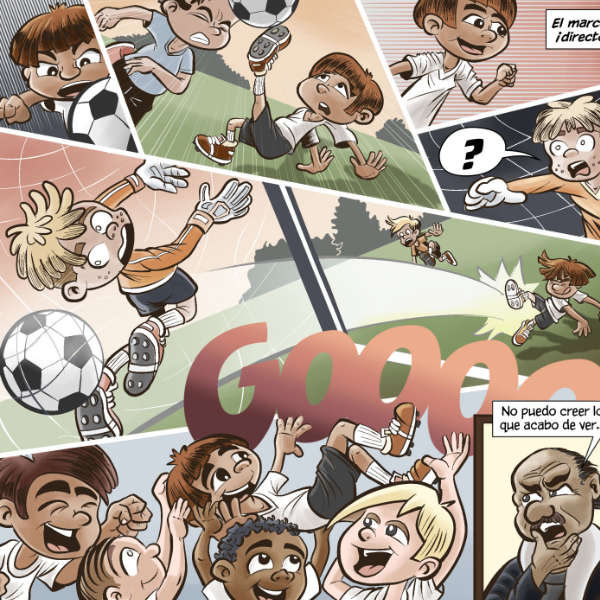 El marc
¡directo
?
GOOOO
No puedo creer lo
que acabo de ver.